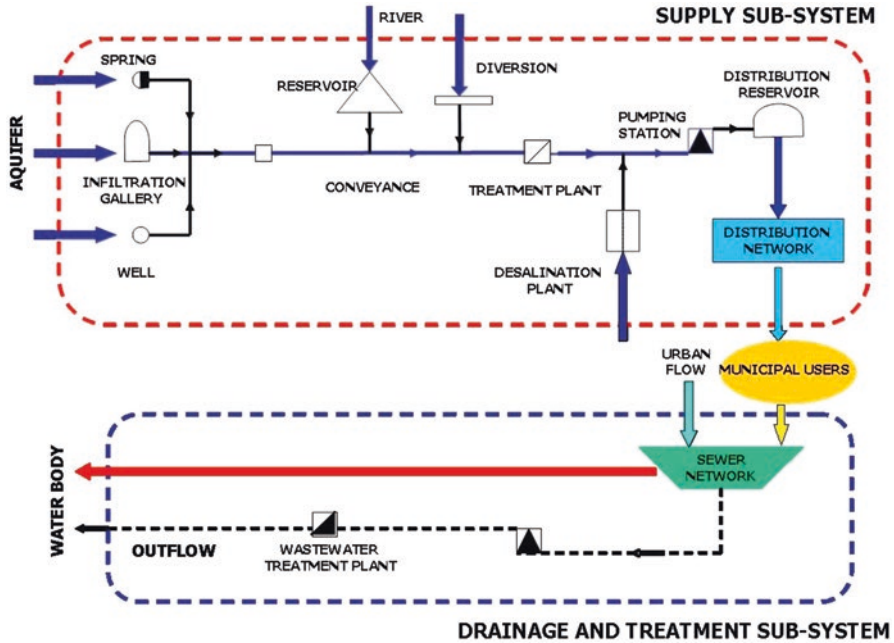 SUPPLY SUB-SYSTEM
RIVER
SPRING
RESERVOIR
DIVERSION
DISTRIBUTION
RESERVOIR
PUMPING
STATION
AQUIFER
INFILTRATION
GALLERY
CONVEYANCE
TREATMENT PLANT
WELL
DESALINATION
PLANT
DISTRIBUTION
NETWORK
URBAN
FLOW
MUNICIPAL USERS
SEWER
NETWORK
WATER BODY
OUTFLOW
WASTEWATER
TREATMENT PLANT
DRAINAGE AND TREATMENT SUB-SYSTEM